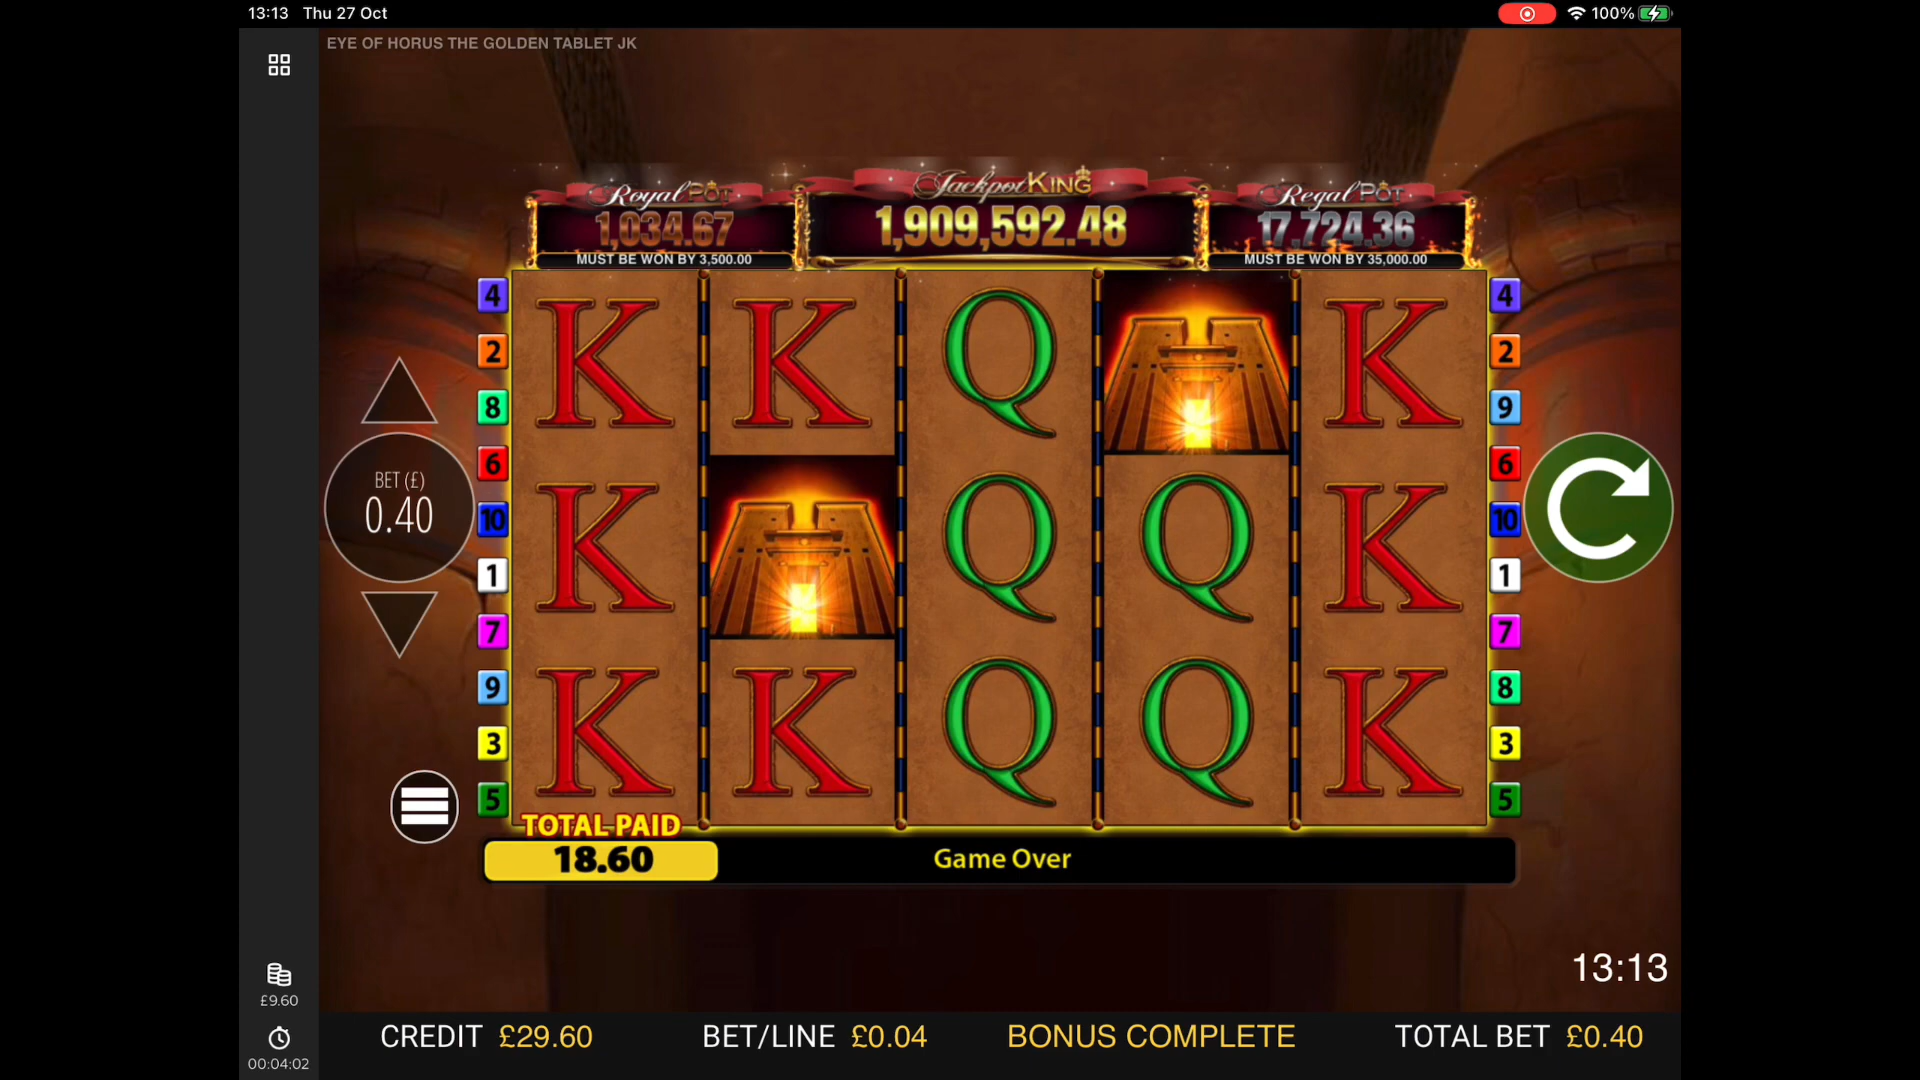 13:13 Thu 27 Oct
100%
EYE OF HORUS THE GOLDEN TABLET JK
Royal POT
1,034.67
MUST BE WON BY 3,500.00
Jackpot KING
1,909,592.48
Regal POT
17,724.36
MUST BE WON BY 35,000.00
4 K K Q K 4
2 2
8 9
6 6
BET (£)
0.40
10 K Q Q K 10
1 1
7 7
9 K K Q Q K 8
3 3
5 5
TOTAL PAID
18.60
Game Over
13:13
£9.60
00:04:02
CREDIT £29.60
BET/LINE £0.04
BONUS COMPLETE
TOTAL BET £0.40